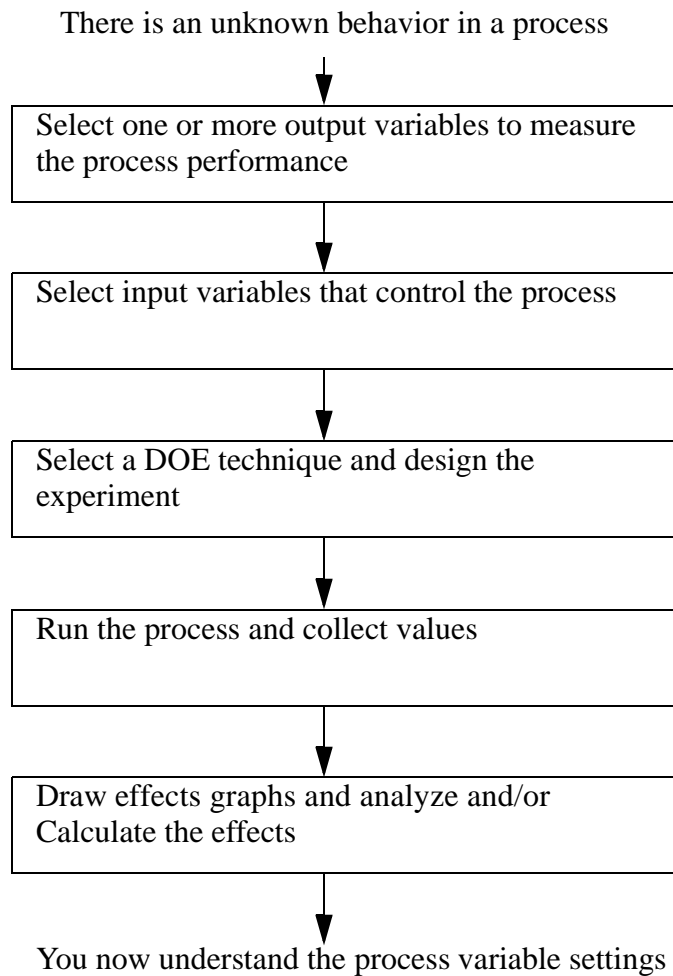 There is an unknown behavior in a process
Select one or more output variables to measure
the process performance
Select input variables that control the process
Select a DOE technique and design the
experiment
Run the process and collect values
Draw effects graphs and analyze and/or
Calculate the effects
You now understand the process variable settings